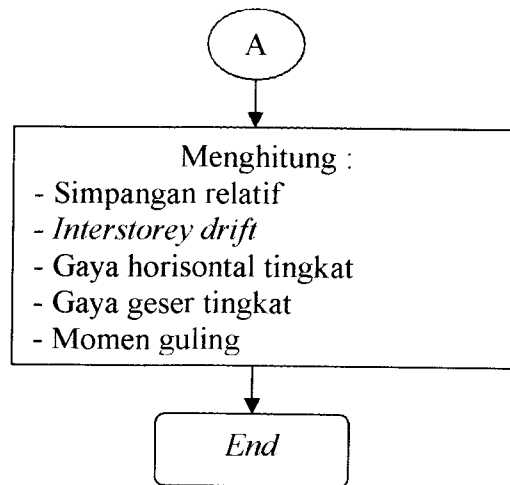 A
Menghitung :
- Simpangan relatif
- Interstorey drift
- Gaya horisontal tingkat
- Gaya geser tingkat
- Momen guling
End